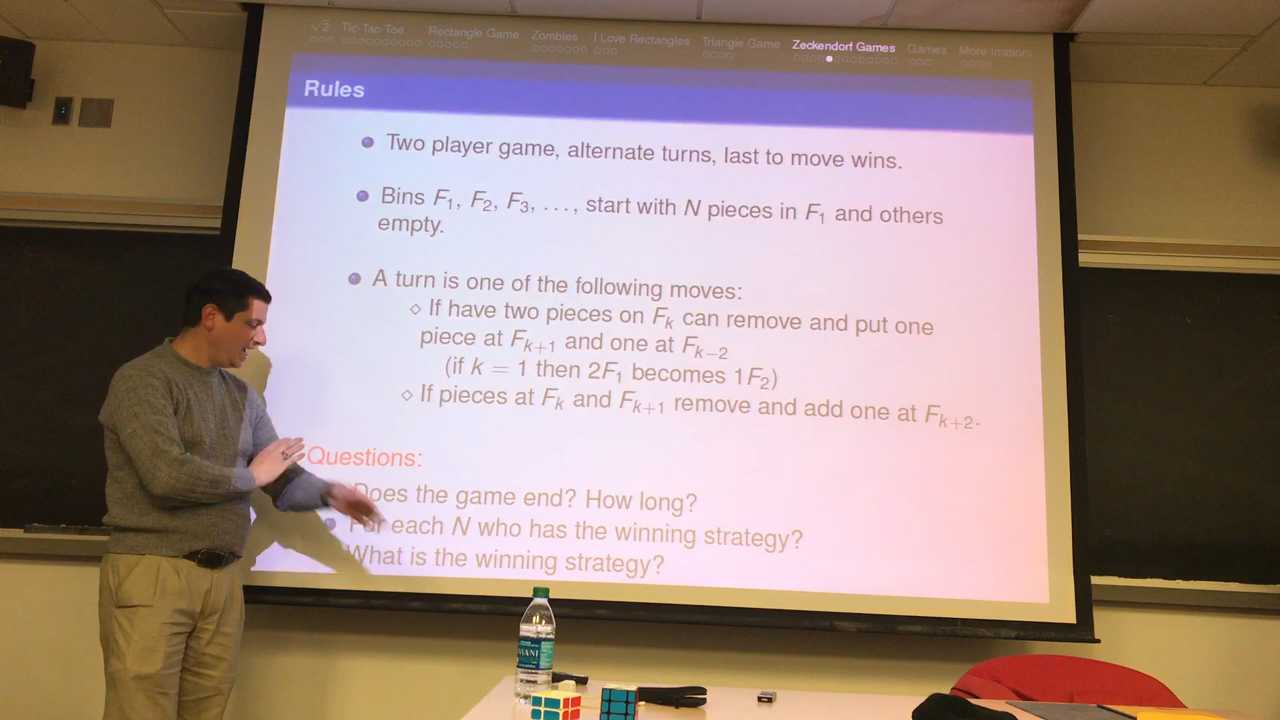 √2 Tic-Tac-Toe Rectangle Game Zombies I Love Rectangles Triangle Game Zeckendorf Games Games More Irrationals
Rules
Two player game, alternate turns, last to move wins.
Bins F₁, F₂, F₃, …, start with N pieces in F₁ and others
empty.
A turn is one of the following moves:
⋄ If have two pieces on Fₖ can remove and put one
piece at Fₖ₊₁ and one at Fₖ₋₂
(if k = 1 then 2F₁ becomes 1F₂)
⋄ If pieces at Fₖ and Fₖ₊₁ remove and add one at Fₖ₊₂.
Questions:
Does the game end? How long?
For each N who has the winning strategy?
What is the winning strategy?